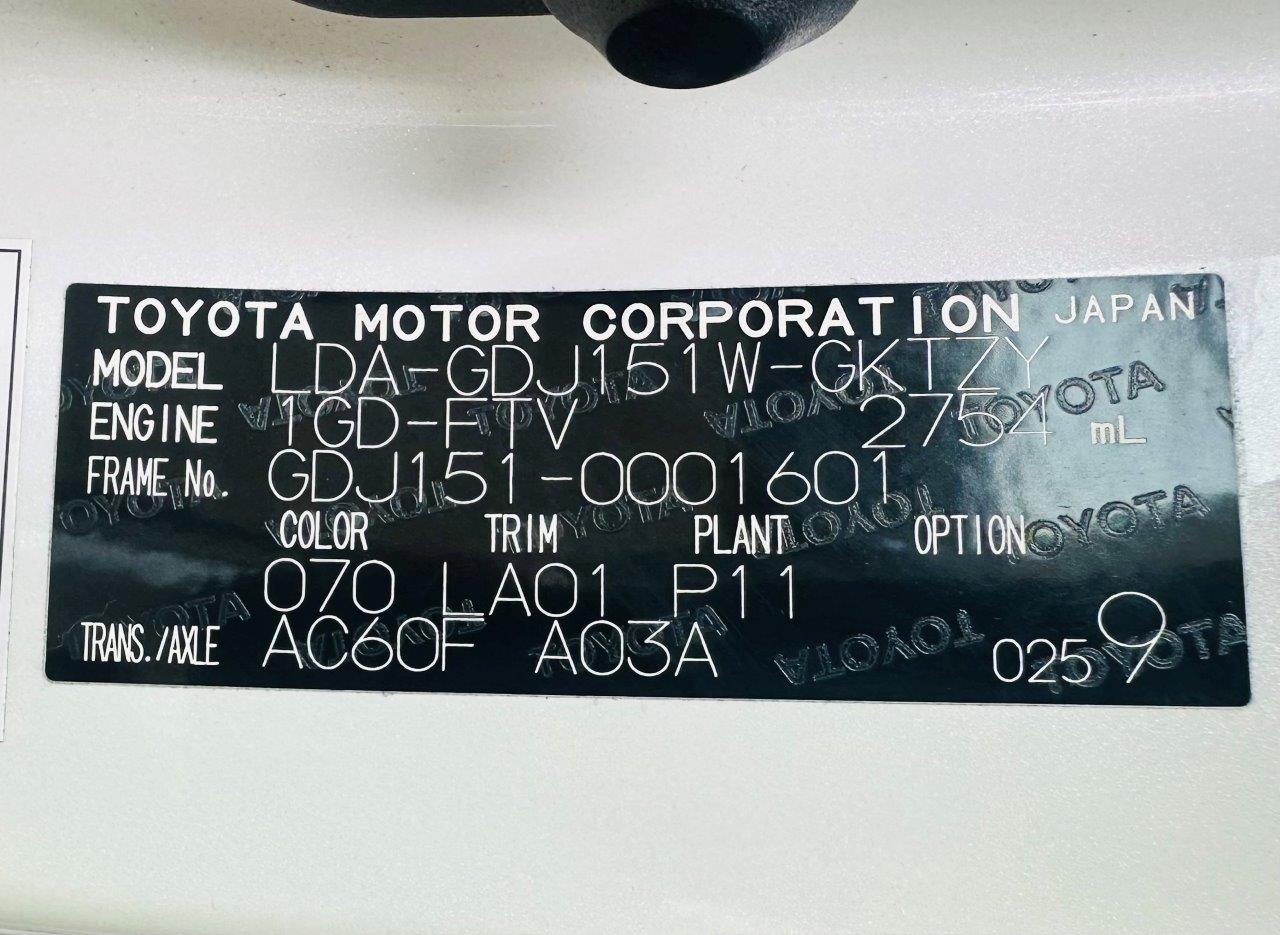 TOYOTA MOTOR CORPORATION JAPAN
MODEL LDA-GDJ151W-GKTZY
ENGINE 1GD-FTV 2754 mL
FRAME No. GDJ151-0001601
COLOR TRIM PLANT OPTION
070 LA01 P11
TRANS./AXLE AC60F A03A 0259